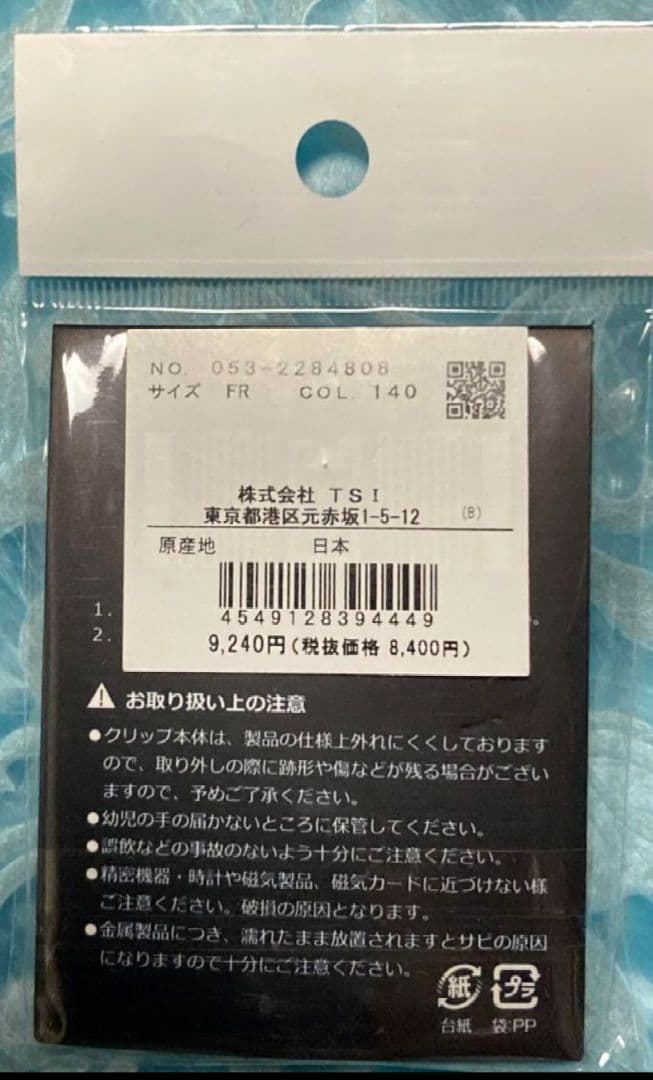 NO. 053-2284808
サイズ FR COL. 140
株式会社 TSI
東京都港区元赤坂1-5-12 (B)
原産地 日本
4549128394449
9,240円(税抜価格 8,400円)
1.
2.
。
お取り扱い上の注意
●クリップ本体は、製品の仕様上外れにくくしております
ので、取り外しの際に跡形や傷などが残る場合がござい
ますので、予めご了承ください。
●幼児の手の届かないところに保管してください。
●誤飲などの事故のないよう十分にご注意ください。
●精密機器・時計や磁気製品、磁気カードに近づけない様
ご注意ください。破損の原因となります。
●金属製品につき、濡れたまま放置されますとサビの原因
になりますので十分にご注意ください。
紙 プラ
台紙 袋:PP